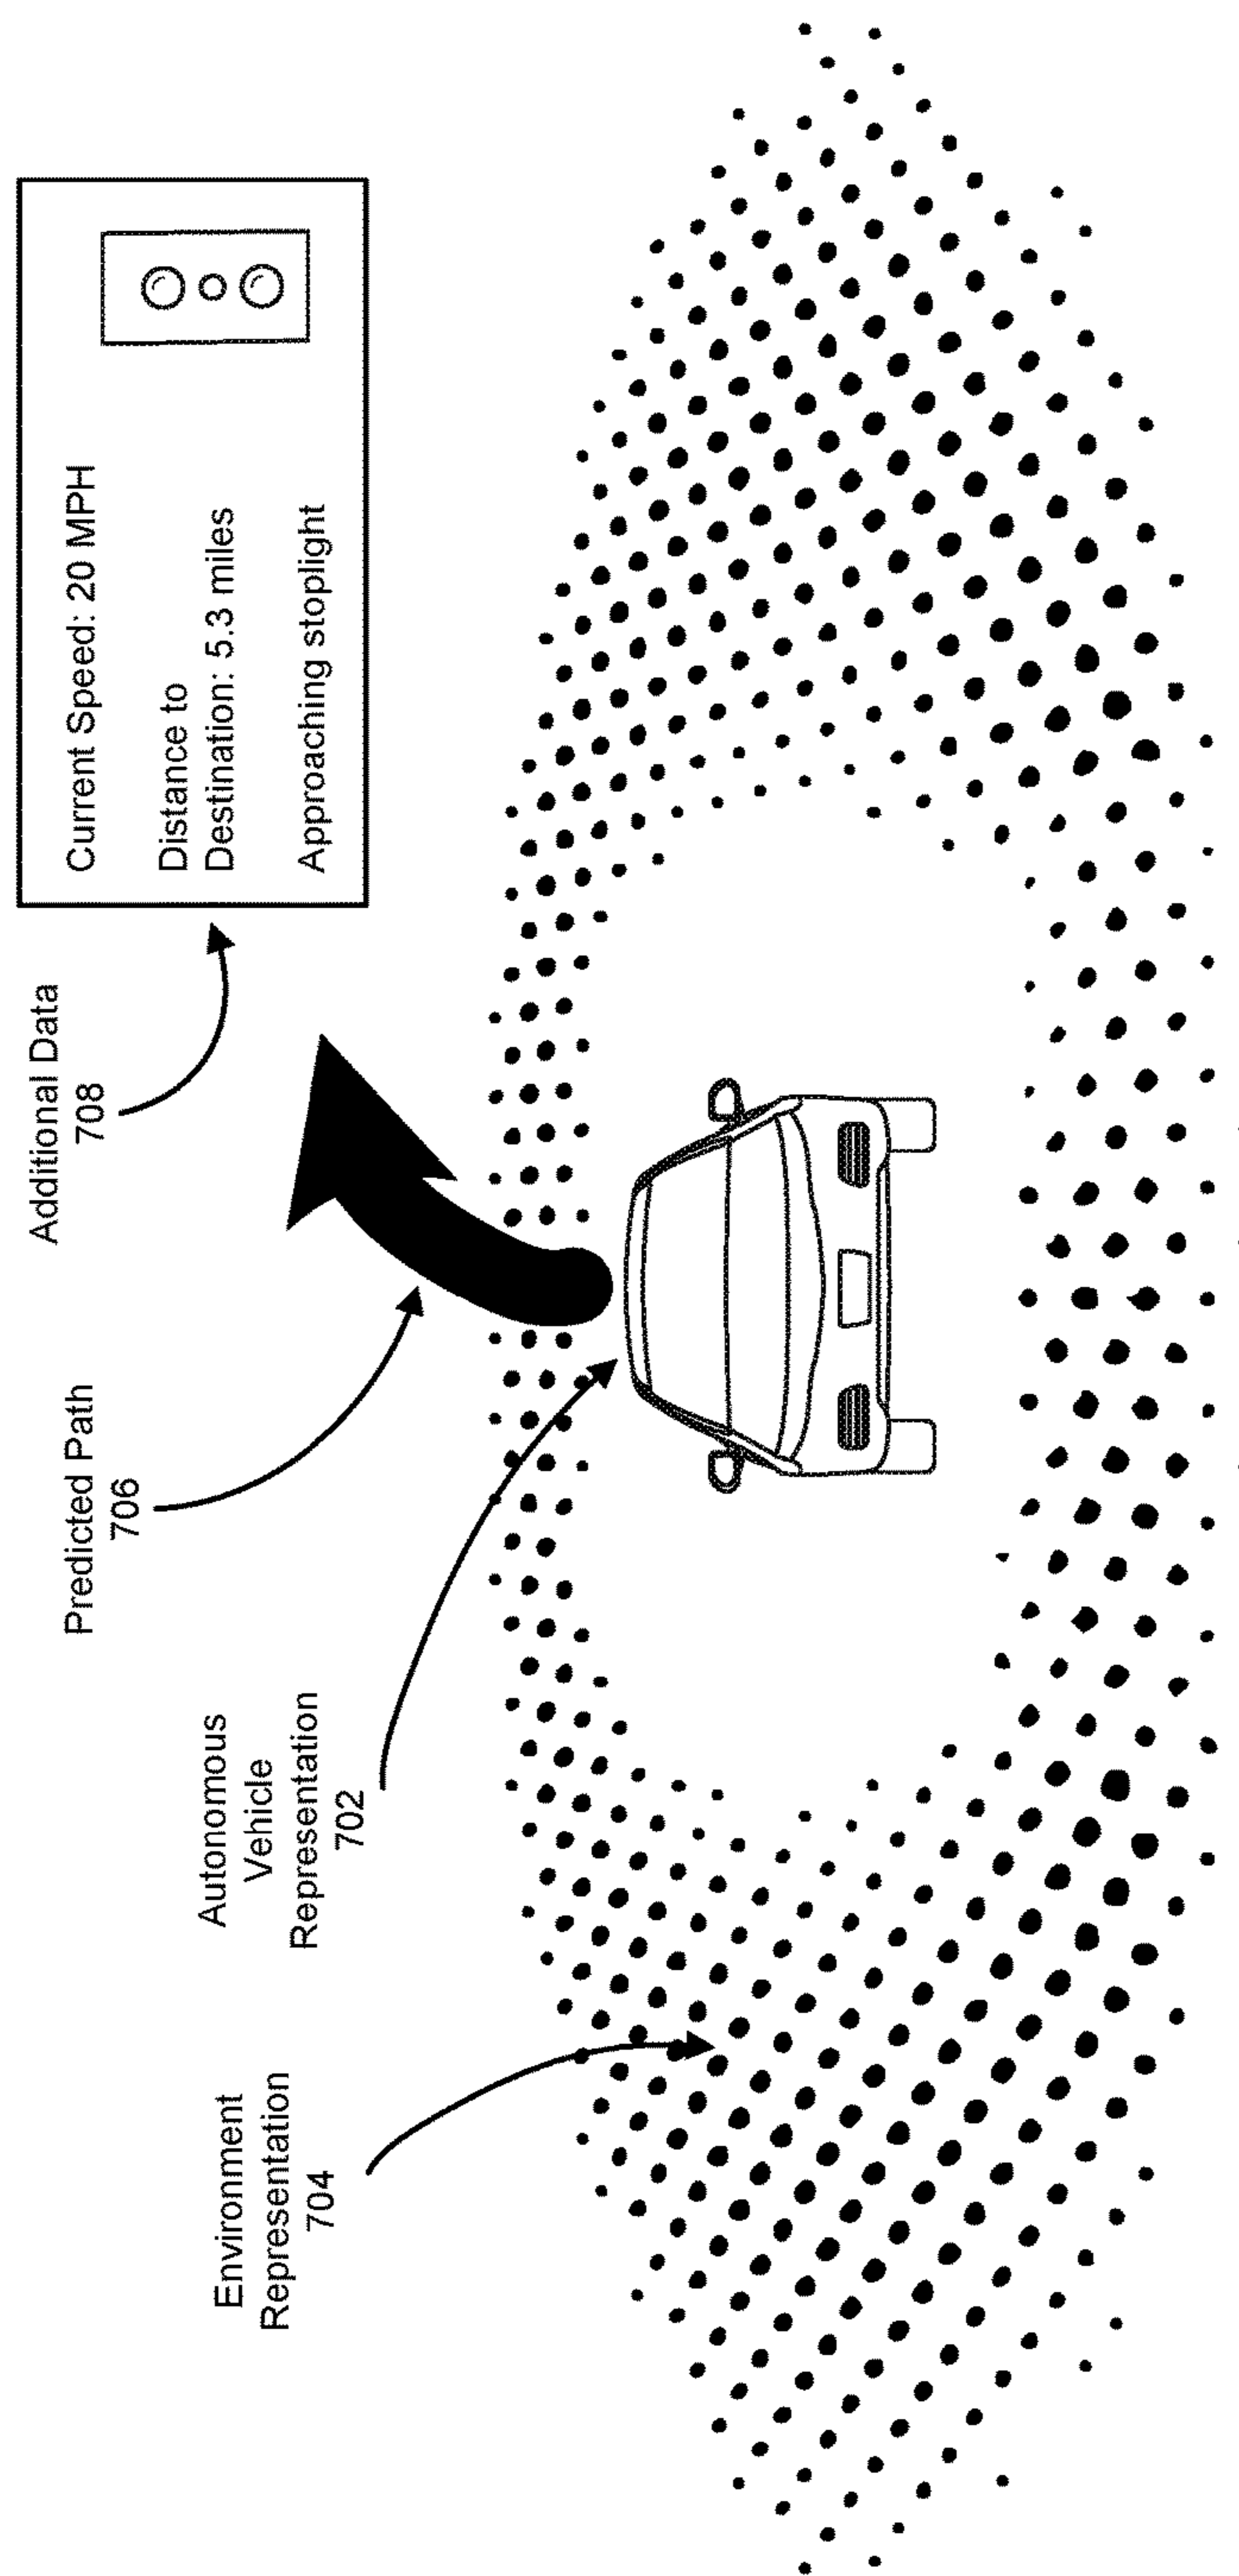 Environment
Representation
704
Autonomous
Vehicle
Representation
702
Predicted Path
706
Additional Data
708
Current Speed: 20 MPH
Distance to
Destination: 5.3 miles
Approaching stoplight